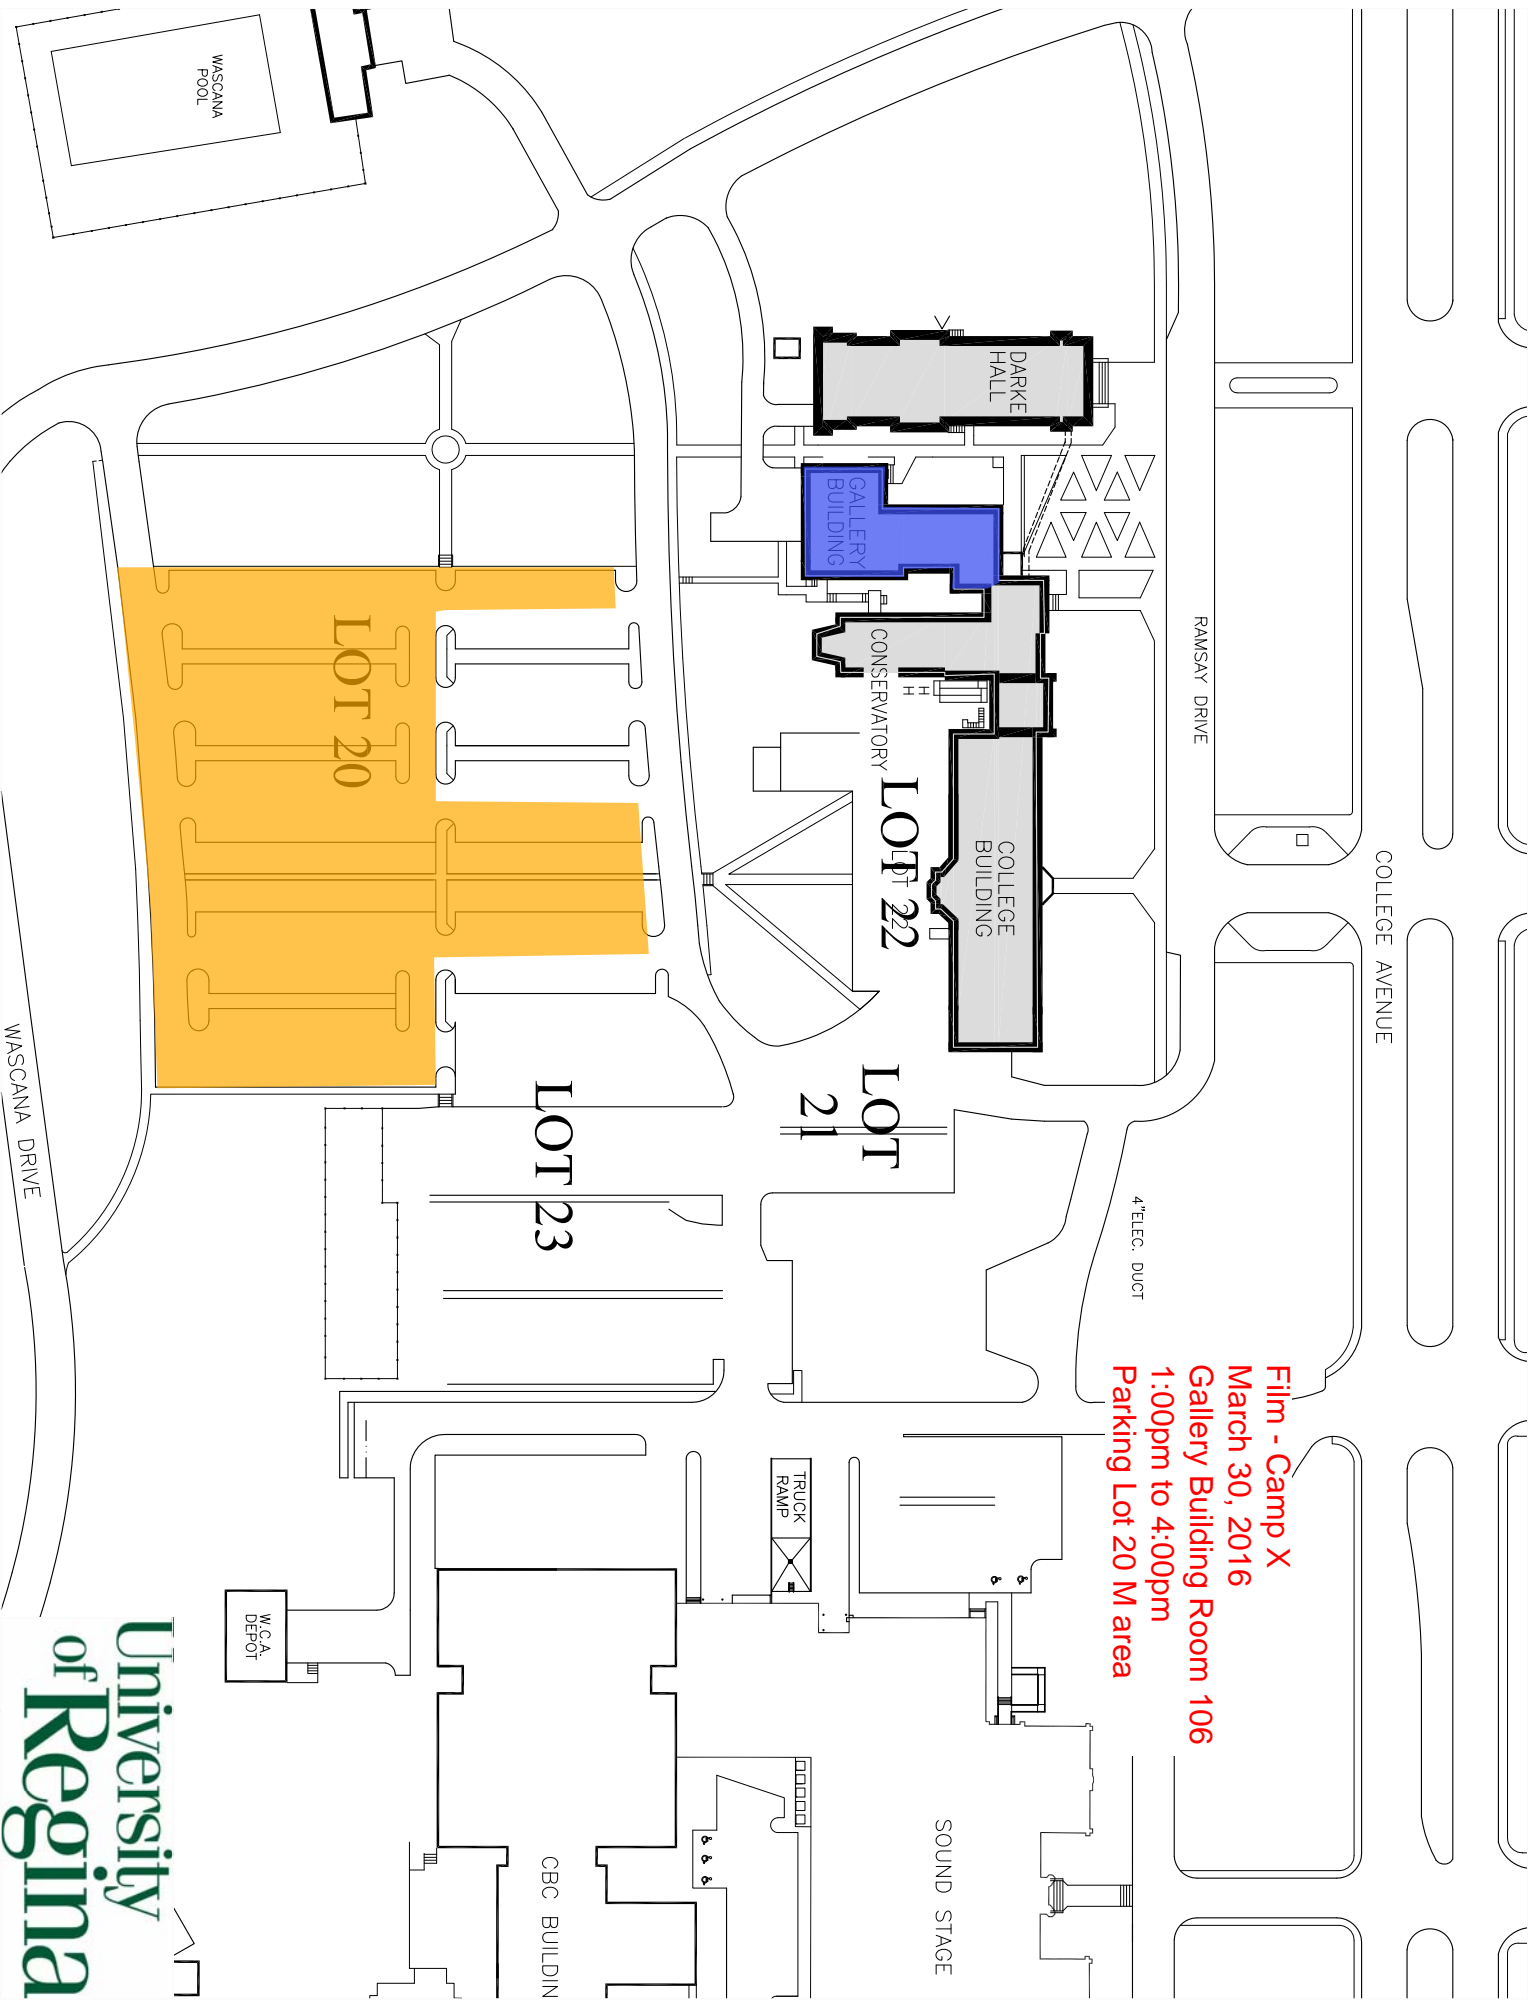 COLLEGE AVENUE
RAMSAY DRIVE
Film - Camp X
March 30, 2016
Gallery Building Room 106
1:00pm to 4:00pm
Parking Lot 20 M area
4"ELEC. DUCT
DARKE
HALL
GALLERY
BUILDING
CONSERVATORY
H
H
COLLEGE
BUILDING
LOT 22
LOT 22
LOT
21
SOUND STAGE
TRUCK
RAMP
LOT 23
CBC BUILDIN
LOT 20
WASCANA
POOL
W.C.A.
DEPOT
WASCANA DRIVE
University
of Regina